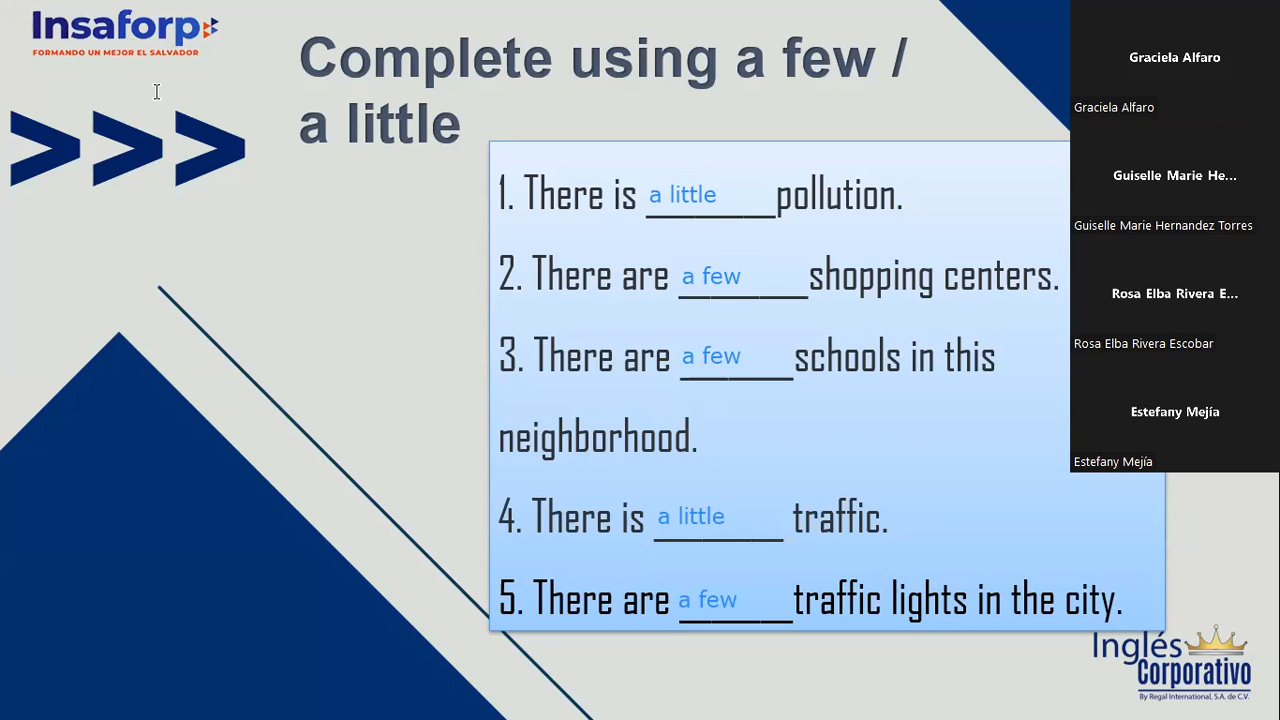 Insaforp
FORMANDO UN MEJOR EL SALVADOR
>>>
Complete using a few /
a little
1. There is a little pollution.
2. There are a few shopping centers.
3. There are a few schools in this
neighborhood.
4. There is a little traffic.
5. There are a few traffic lights in the city.
Graciela Alfaro
Graciela Alfaro
Guiselle Marie He...
Guiselle Marie Hernandez Torres
Rosa Elba Rivera E...
Rosa Elba Rivera Escobar
Estefany Mejía
Estefany Mejía
Inglés
Corporativo
By Regal International, S.A. de C.V.